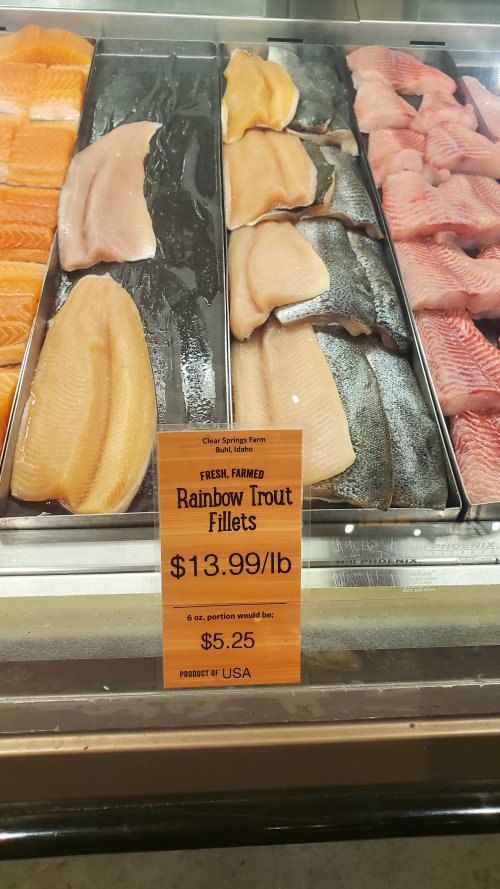 Clear Springs Farm
Buhl, Idaho
FRESH, FARMED
Rainbow Trout
Fillets
$13.99/lb
6 oz. portion would be:
$5.25
PRODUCT OF USA
Hill PHOENIX